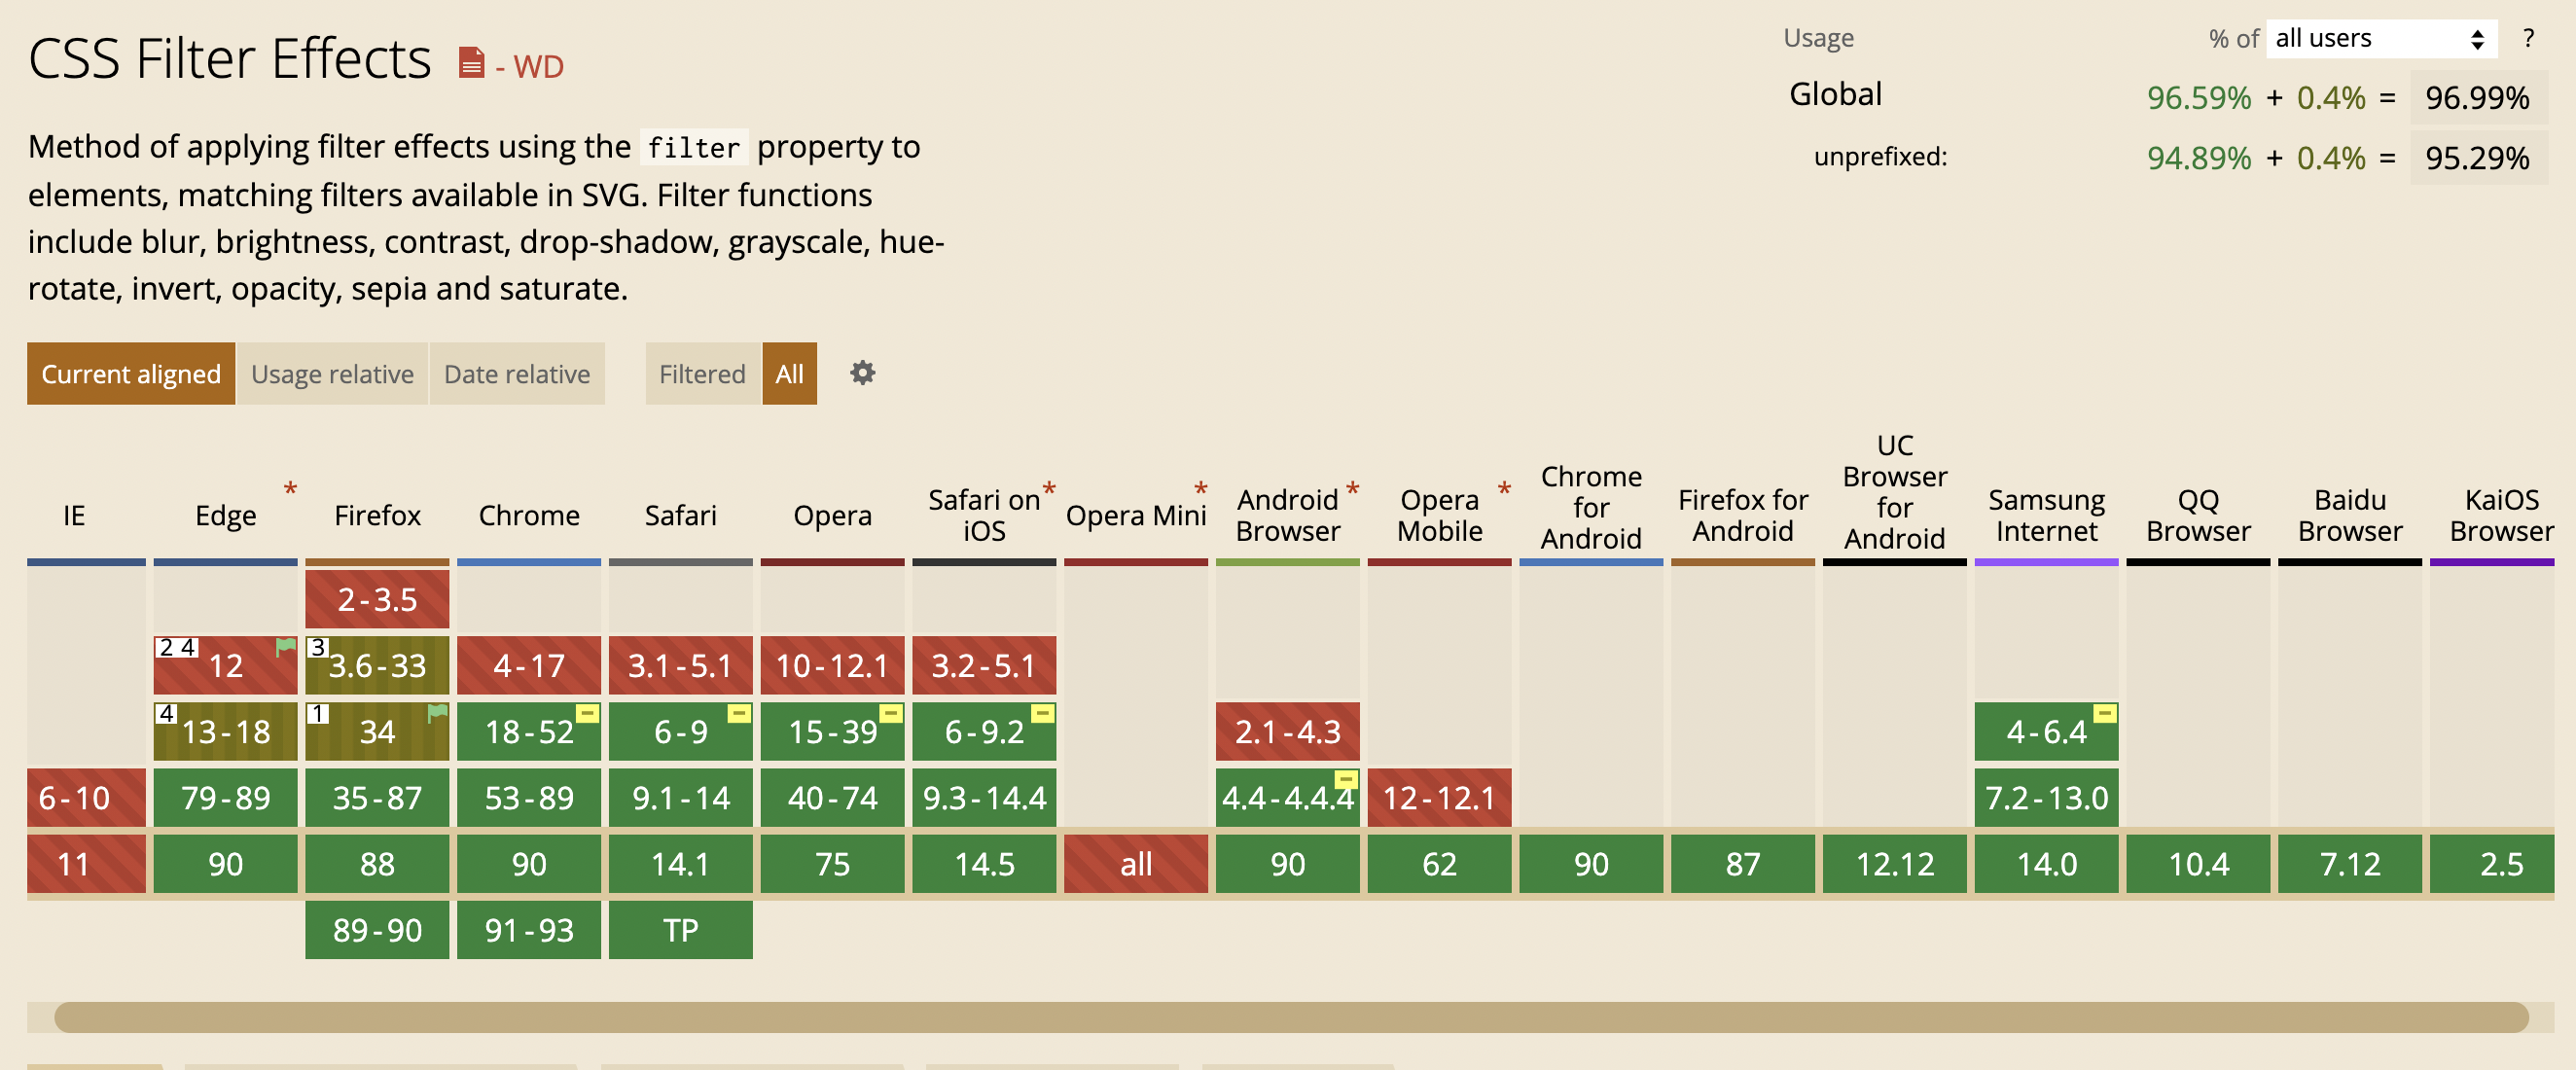 CSS Filter Effects - WD
Usage % of all users ?
Global 96.59% + 0.4% = 96.99%
unprefixed: 94.89% + 0.4% = 95.29%
Method of applying filter effects using the filter property to
elements, matching filters available in SVG. Filter functions
include blur, brightness, contrast, drop-shadow, grayscale, hue-
rotate, invert, opacity, sepia and saturate.
Current aligned Usage relative Date relative Filtered All
IE
Edge *
Firefox
Chrome
Safari
Opera
Safari on *
iOS
Opera Mini *
Android *
Browser
Opera *
Mobile
Chrome
for
Android
Firefox for
Android
UC
Browser
for
Android
Samsung
Internet
QQ
Browser
Baidu
Browser
KaiOS
Browser
2-3.5
2 4 12 3 3.6-33 4-17 3.1-5.1 10-12.1 3.2-5.1
4 13-18 1 34 18-52 - 6-9 - 15-39 - 6-9.2 - 2.1-4.3 4-6.4 -
6-10 79-89 35-87 53-89 9.1-14 40-74 9.3-14.4 4.4-4.4.4 - 12-12.1 7.2-13.0
11 90 88 90 14.1 75 14.5 all 90 62 90 87 12.12 14.0 10.4 7.12 2.5
89-90 91-93 TP